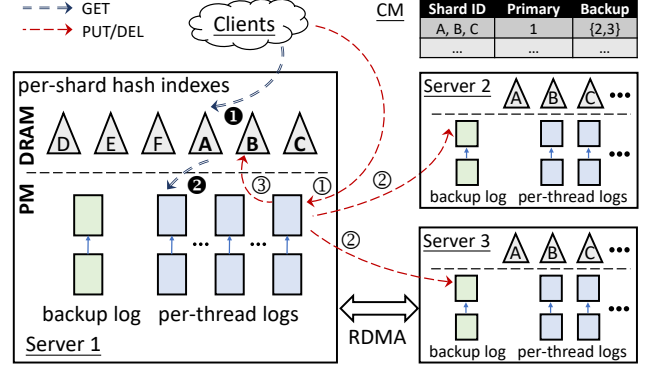 GET
PUT/DEL
Clients
CM
Shard ID Primary Backup
A, B, C 1 {2,3}
... ... ...
per-shard hash indexes
DRAM
D E F A B C
❶
❷
③
①
②
②
PM
... ...
backup log per-thread logs
Server 1
RDMA
Server 2
A B C ...
...
backup log per-thread logs
Server 3
A B C ...
...
backup log per-thread logs